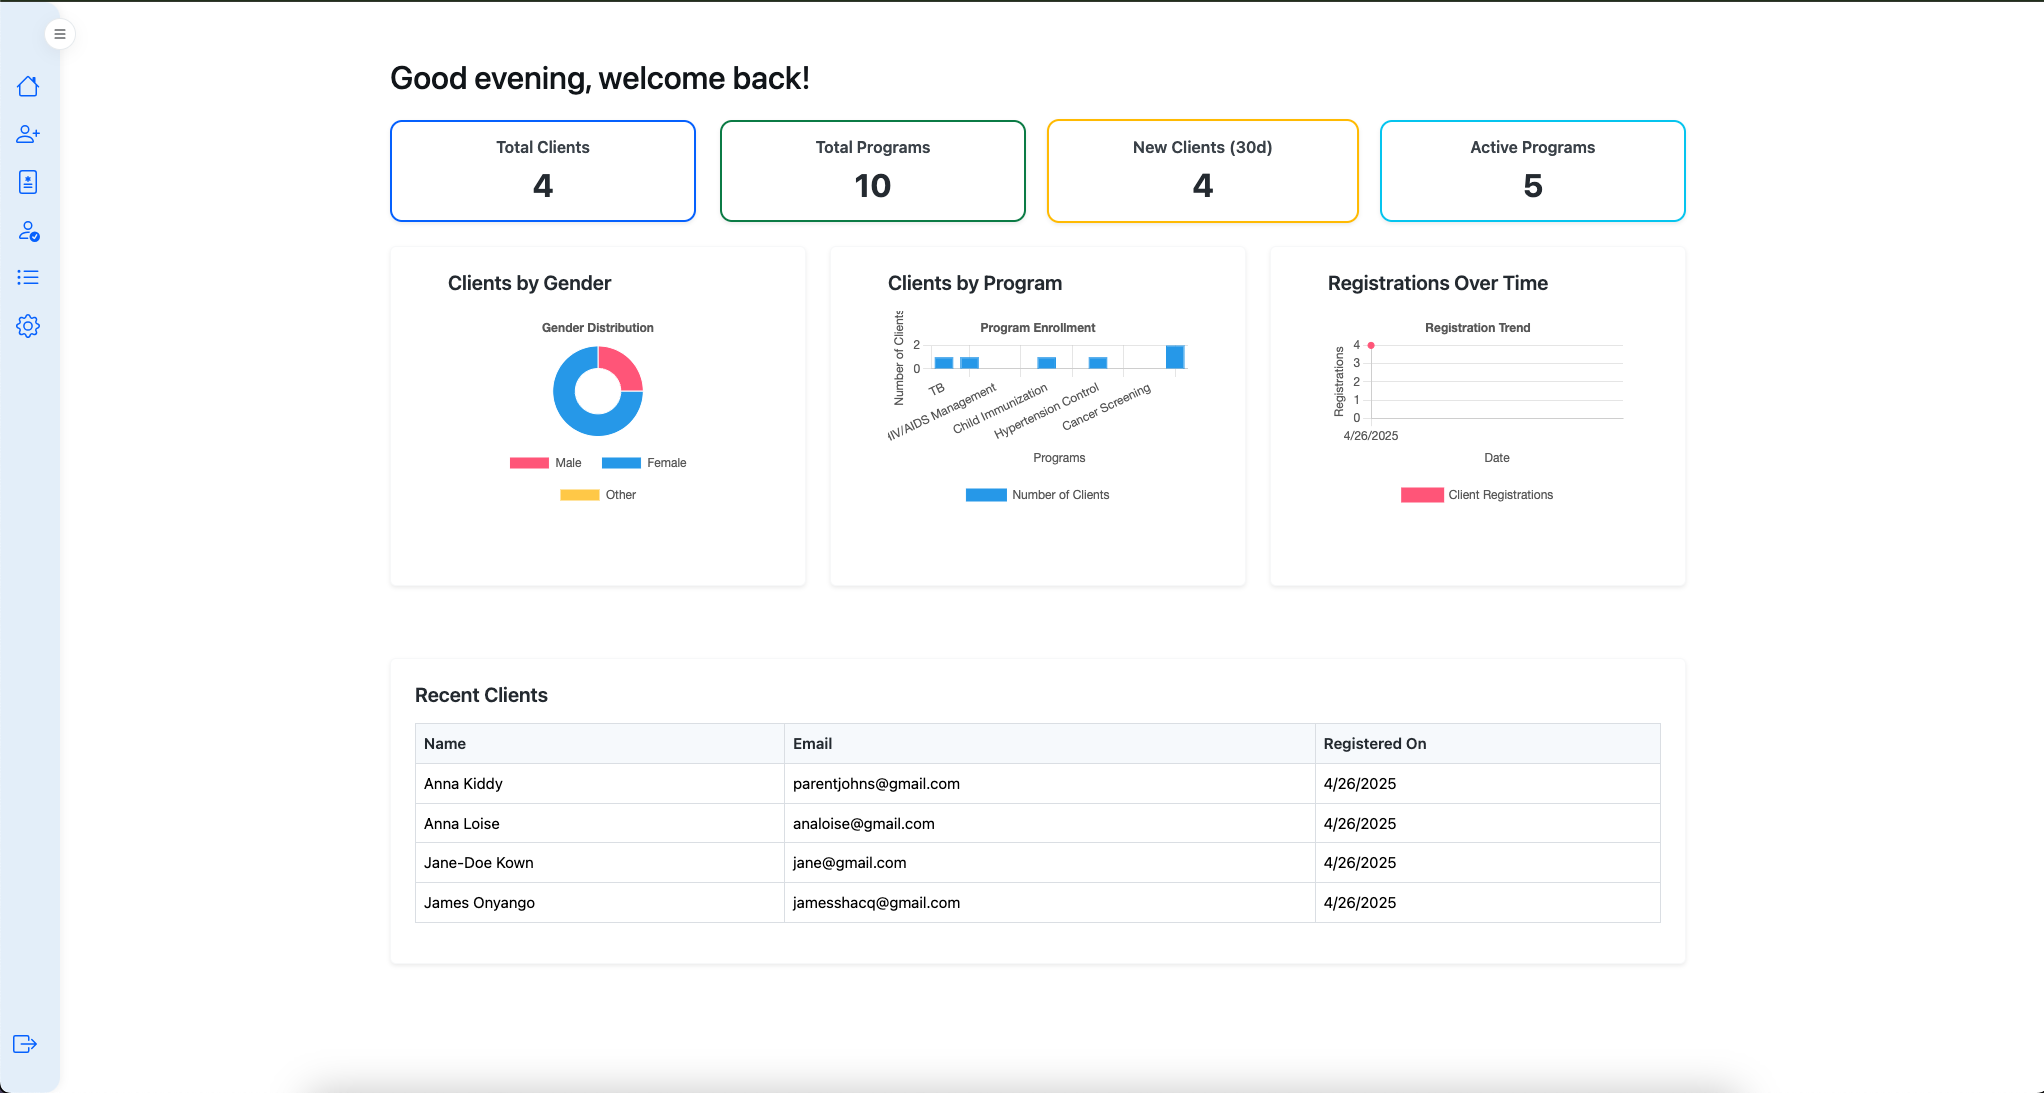 Good evening, welcome back!
Total Clients
4
Total Programs
10
New Clients (30d)
4
Active Programs
5
Clients by Gender
Gender Distribution
Male
Female
Other
Clients by Program
Program Enrollment
Number of Clients
2
0
TB
HIV/AIDS Management
Child Immunization
Hypertension Control
Cancer Screening
Programs
Number of Clients
Registrations Over Time
Registration Trend
Registrations
4
3
2
1
0
4/26/2025
Date
Client Registrations
Recent Clients
Name Email Registered On
Anna Kiddy parentjohns@gmail.com 4/26/2025
Anna Loise analoise@gmail.com 4/26/2025
Jane-Doe Kown jane@gmail.com 4/26/2025
James Onyango jamesshacq@gmail.com 4/26/2025